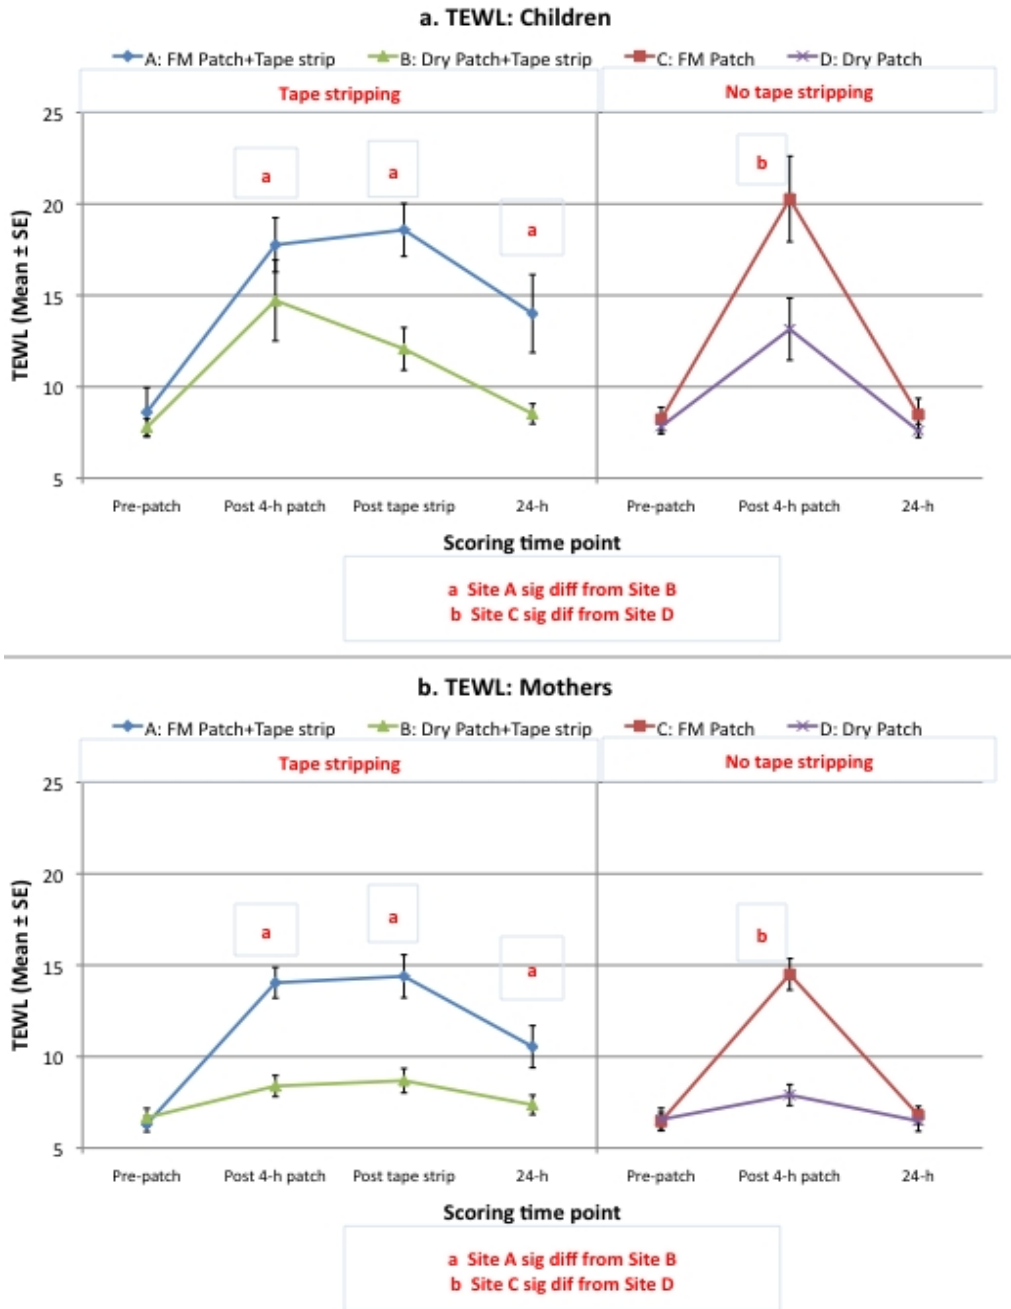 a. TEWL: Children
A: FM Patch+Tape strip B: Dry Patch+Tape strip C: FM Patch D: Dry Patch
Tape stripping No tape stripping
25
20
15
10
5
TEWL (Mean ± SE)
a a a b
Pre-patch Post 4-h patch Post tape strip 24-h Pre-patch Post 4-h patch 24-h
Scoring time point
a Site A sig diff from Site B
b Site C sig dif from Site D
b. TEWL: Mothers
A: FM Patch+Tape strip B: Dry Patch+Tape strip C: FM Patch D: Dry Patch
Tape stripping No tape stripping
25
20
15
10
5
TEWL (Mean ± SE)
a a a b
Pre-patch Post 4-h patch Post tape strip 24-h Pre-patch Post 4-h patch 24-h
Scoring time point
a Site A sig diff from Site B
b Site C sig dif from Site D